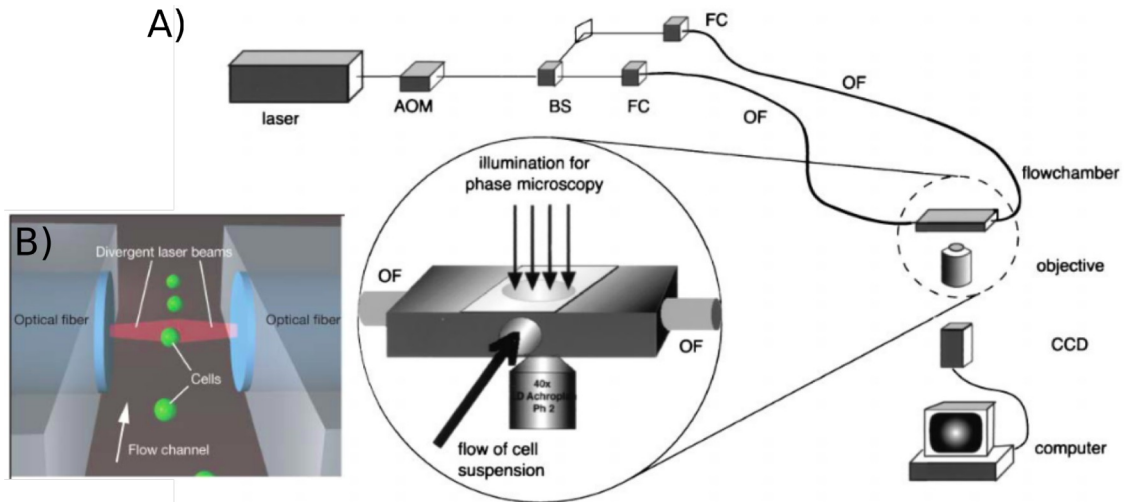 A)
FC
OF
OF
laser
AOM
BS
FC
illumination for
phase microscopy
flowchamber
B)
Divergent laser beams
OF
objective
Optical fiber
Optical fiber
OF
CCD
Cells
40x
Ph 2
Flow channel
flow of cell
suspension
computer